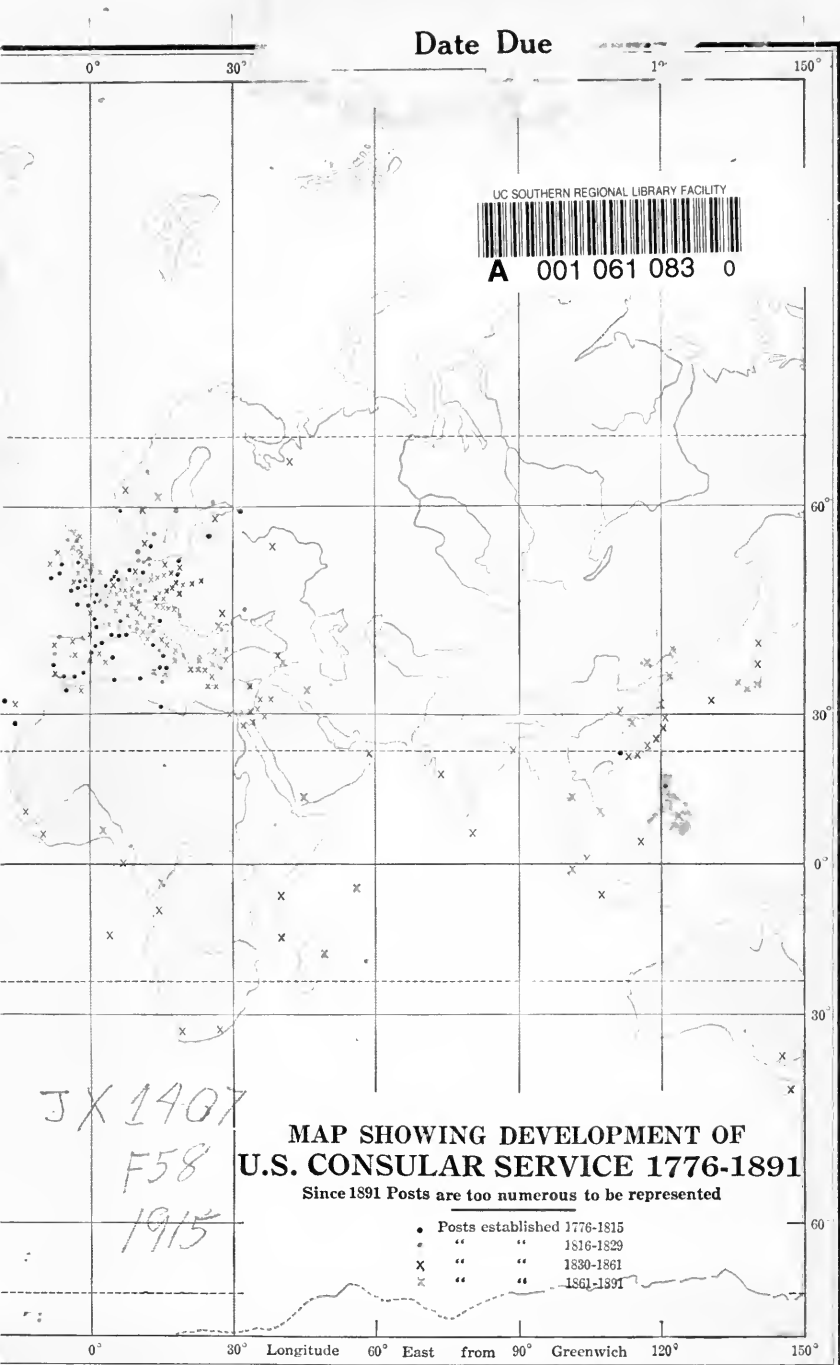 Date Due
0° 30° 150°
UC SOUTHERN REGIONAL LIBRARY FACILITY
A 001 061 083 0
60°
30°
0°
30°
JX 1407
F58
1915
MAP SHOWING DEVELOPMENT OF
U.S. CONSULAR SERVICE 1776-1891
Since 1891 Posts are too numerous to be represented
Posts established 1776-1815
“ “ 1816-1829
x “ “ 1830-1861
x “ “ 1861-1891
60°
0° 30° Longitude 60° East from 90° Greenwich 120° 150°